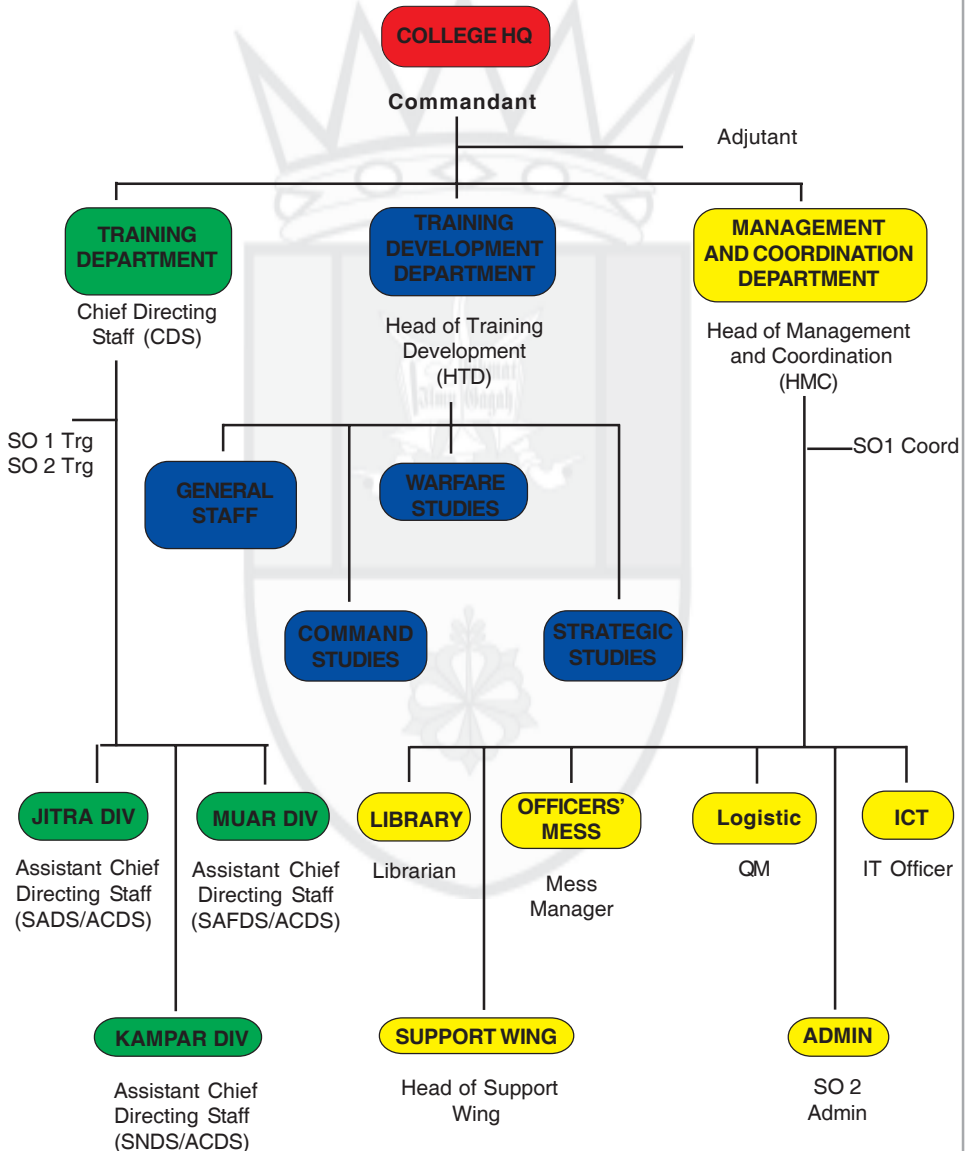 COLLEGE HQ
Commandant
Adjutant
TRAINING
DEPARTMENT
Chief Directing
Staff (CDS)
SO 1 Trg
SO 2 Trg
TRAINING
DEVELOPMENT
DEPARTMENT
Head of Training
Development
(HTD)
MANAGEMENT
AND COORDINATION
DEPARTMENT
Head of Management
and Coordination
(HMC)
SO1 Coord
GENERAL
STAFF
WARFARE
STUDIES
COMMAND
STUDIES
STRATEGIC
STUDIES
Ilmu Gagah
JITRA DIV
Assistant Chief
Directing Staff
(SADS/ACDS)
MUAR DIV
Assistant Chief
Directing Staff
(SAFDS/ACDS)
KAMPAR DIV
Assistant Chief
Directing Staff
(SNDS/ACDS)
LIBRARY
Librarian
OFFICERS'
MESS
Mess
Manager
Logistic
QM
ICT
IT Officer
SUPPORT WING
Head of Support
Wing
ADMIN
SO 2
Admin